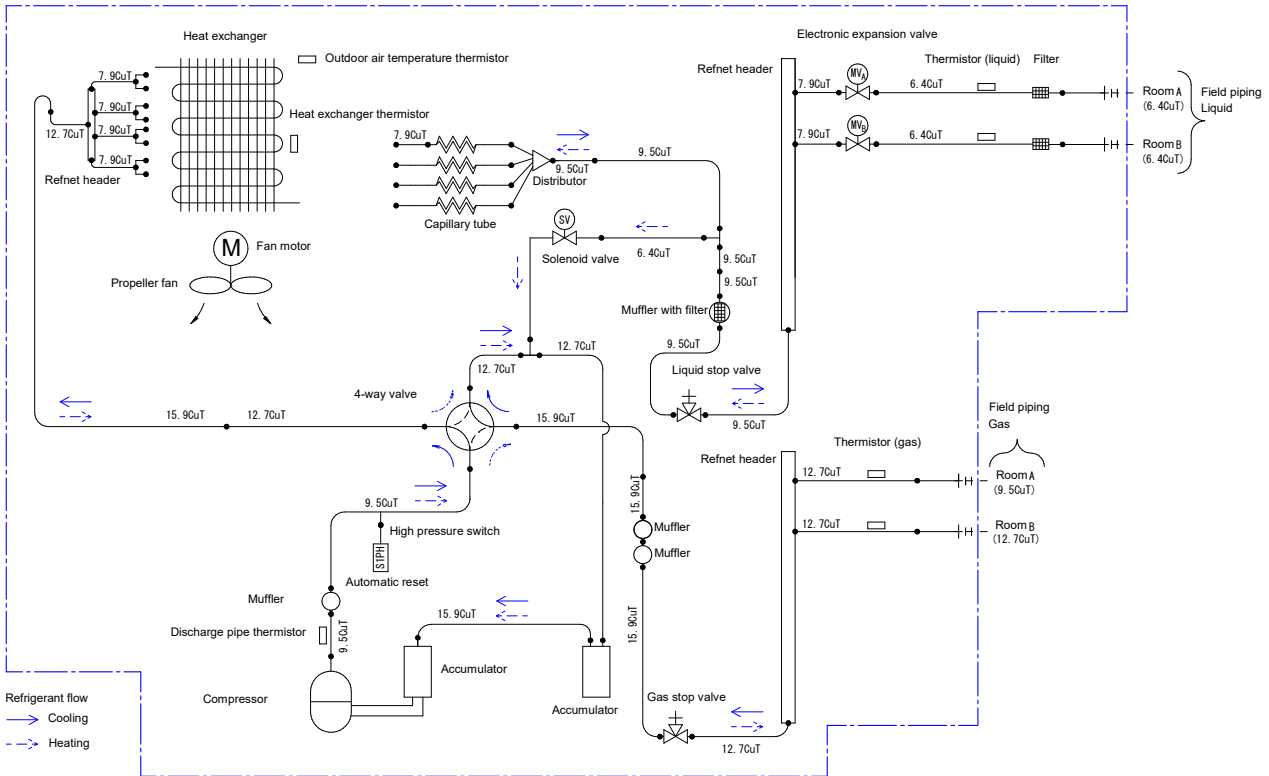 Heat exchanger
Outdoor air temperature thermistor
7.9CuT
7.9CuT
7.9CuT
7.9CuT
12.7CuT
Refnet header
Heat exchanger thermistor
7.9CuT
Capillary tube
Distributor
9.5CuT
9.5CuT
Electronic expansion valve
Refnet header
Thermistor (liquid)
Filter
MVA
7.9CuT
6.4CuT
Room A
(6.4CuT)
MVB
7.9CuT
6.4CuT
Room B
(6.4CuT)
Field piping
Liquid
M
Fan motor
Propeller fan
SV
Solenoid valve
6.4CuT
9.5CuT
9.5CuT
Muffler with filter
9.5CuT
Liquid stop valve
9.5CuT
12.7CuT
12.7CuT
4-way valve
15.9CuT
12.7CuT
15.9CuT
Field piping
Gas
Thermistor (gas)
Refnet header
12.7CuT
Room A
(9.5CuT)
12.7CuT
Room B
(12.7CuT)
15.9CuT
Muffler
Muffler
9.5CuT
High pressure switch
S1PH
Automatic reset
Muffler
Discharge pipe thermistor
9.5CuT
15.9CuT
15.9CuT
Accumulator
Accumulator
Compressor
Gas stop valve
12.7CuT
Refrigerant flow
Cooling
Heating